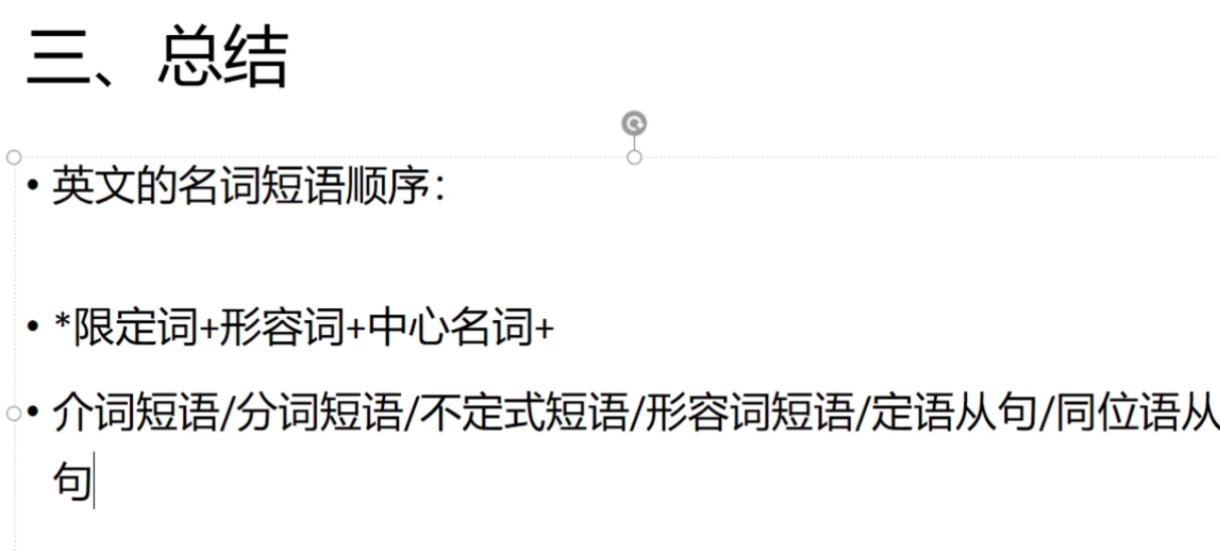 三、总结
• 英文的名词短语顺序：
• *限定词+形容词+中心名词+
• 介词短语/分词短语/不定式短语/形容词短语/定语从句/同位语从
句